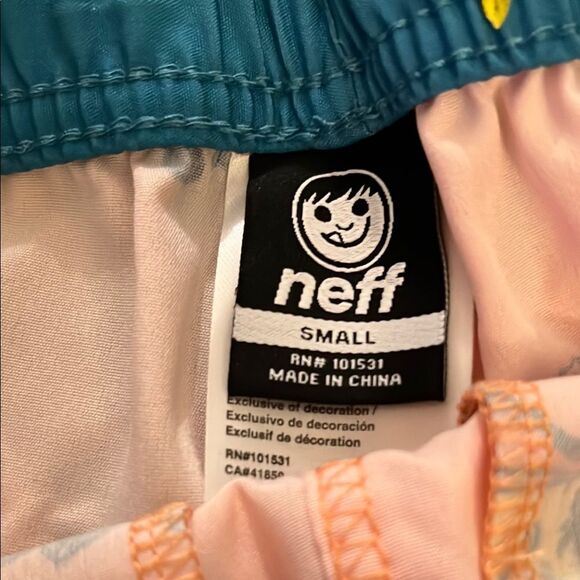 neff
SMALL
RN# 101531
MADE IN CHINA
Exclusive of decoration /
Exclusivo de decoración
Exclusif de décoration
RN#101531